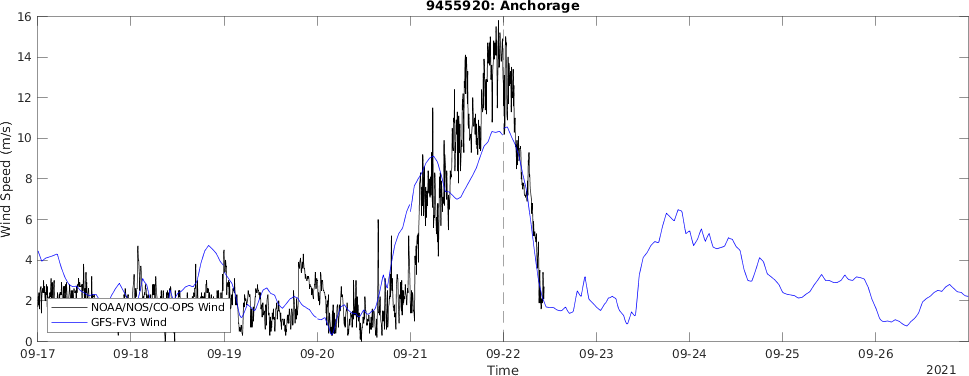 9455920: Anchorage
16
14
12
10
8
6
4
2
0
Wind Speed (m/s)
NOAA/NOS/CO-OPS Wind
GFS-FV3 Wind
09-17 09-18 09-19 09-20 09-21 09-22 09-23 09-24 09-25 09-26
Time
2021